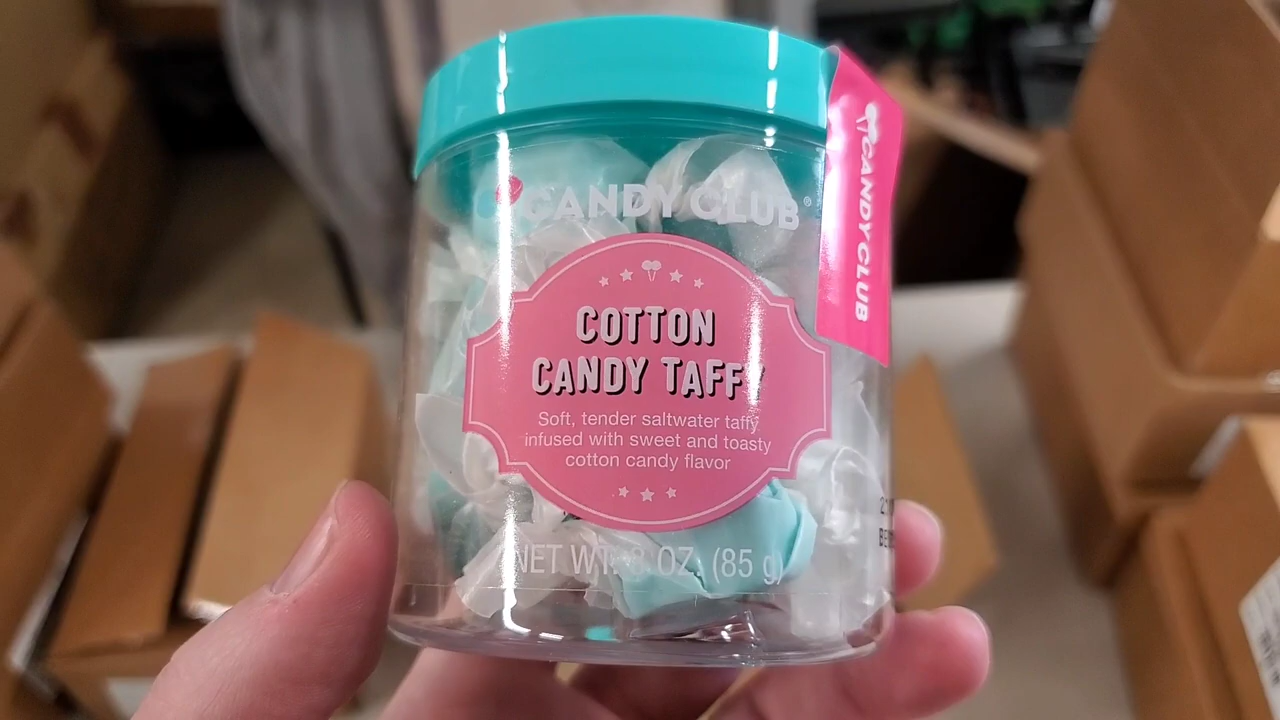 CANDY CLUB®
CANDY CLUB
COTTON
CANDY TAFFY
Soft, tender saltwater taffy
infused with sweet and toasty
cotton candy flavor
NET WT. 3 OZ. (85 g)